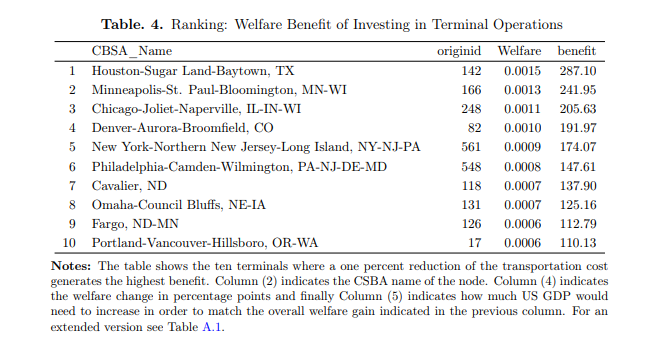 Table. 4. Ranking: Welfare Benefit of Investing in Terminal Operations
CBSA_Name originid Welfare benefit
1 Houston-Sugar Land-Baytown, TX 142 0.0015 287.10
2 Minneapolis-St. Paul-Bloomington, MN-WI 166 0.0013 241.95
3 Chicago-Joliet-Naperville, IL-IN-WI 248 0.0011 205.63
4 Denver-Aurora-Broomfield, CO 82 0.0010 191.97
5 New York-Northern New Jersey-Long Island, NY-NJ-PA 561 0.0009 174.07
6 Philadelphia-Camden-Wilmington, PA-NJ-DE-MD 548 0.0008 147.61
7 Cavalier, ND 118 0.0007 137.90
8 Omaha-Council Bluffs, NE-IA 131 0.0007 125.16
9 Fargo, ND-MN 126 0.0006 112.79
10 Portland-Vancouver-Hillsboro, OR-WA 17 0.0006 110.13
Notes: The table shows the ten terminals where a one percent reduction of the transportation cost
generates the highest benefit. Column (2) indicates the CSBA name of the node. Column (4) indicates
the welfare change in percentage points and finally Column (5) indicates how much US GDP would
need to increase in order to match the overall welfare gain indicated in the previous column. For an
extended version see Table A.1.